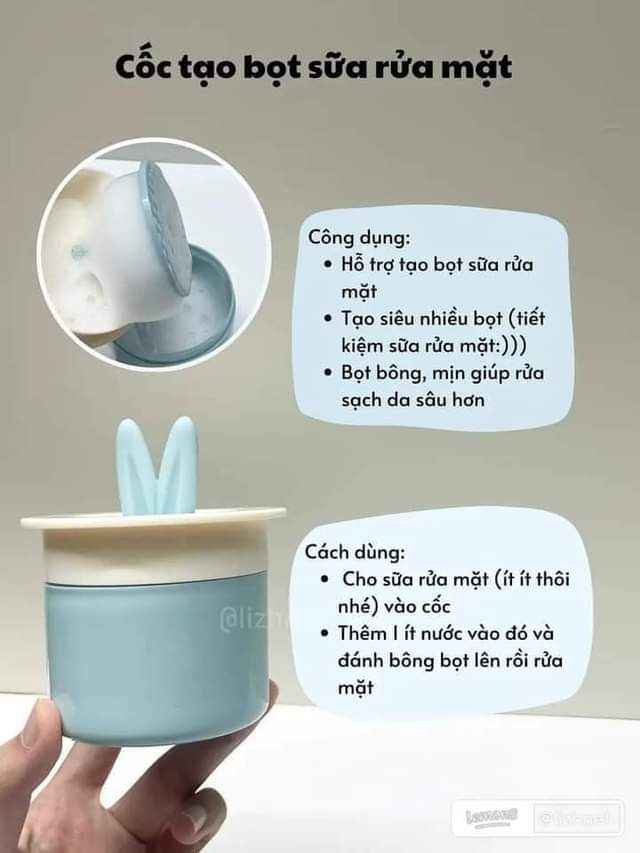 Cốc tạo bọt sữa rửa mặt
Công dụng:
• Hỗ trợ tạo bọt sữa rửa
mặt
• Tạo siêu nhiều bọt (tiết
kiệm sữa rửa mặt:)))
• Bọt bông, mịn giúp rửa
sạch da sâu hơn
Cách dùng:
• Cho sữa rửa mặt (ít ít thôi
nhé) vào cốc
• Thêm 1 ít nước vào đó và
đánh bông bọt lên rồi rửa
mặt
Lemon8